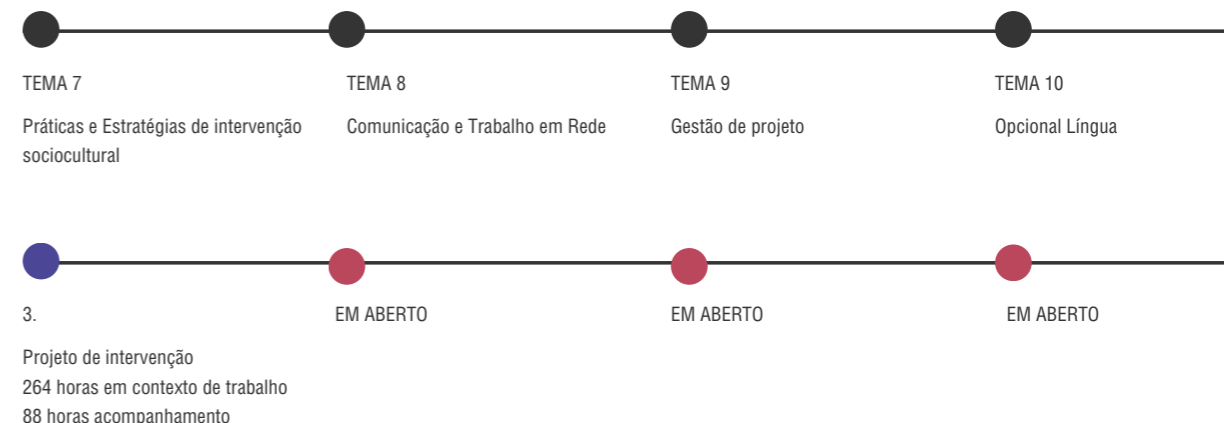 TEMA 7
Práticas e Estratégias de intervenção
sociocultural
TEMA 8
Comunicação e Trabalho em Rede
TEMA 9
Gestão de projeto
TEMA 10
Opcional Língua
3.
Projeto de intervenção
264 horas em contexto de trabalho
88 horas acompanhamento
EM ABERTO
EM ABERTO
EM ABERTO